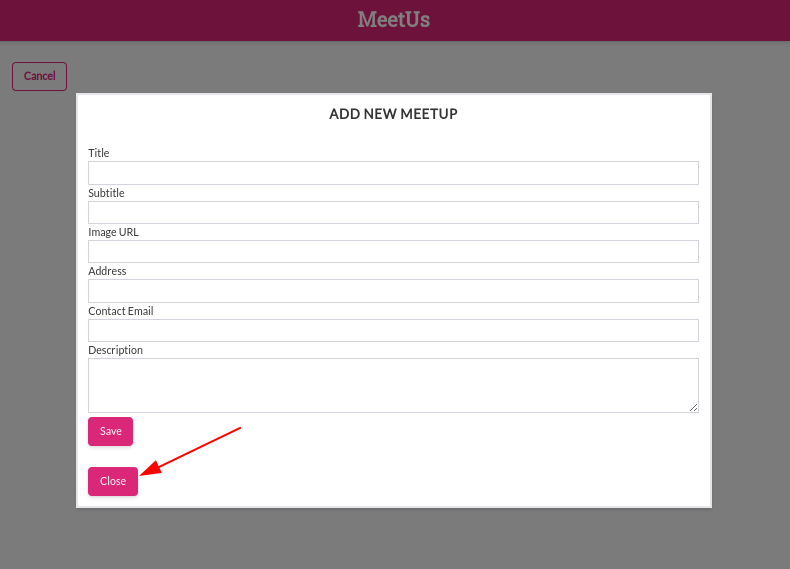 MeetUs
Cancel
ADD NEW MEETUP
Title
Subtitle
Image URL
Address
Contact Email
Description
Save
Close